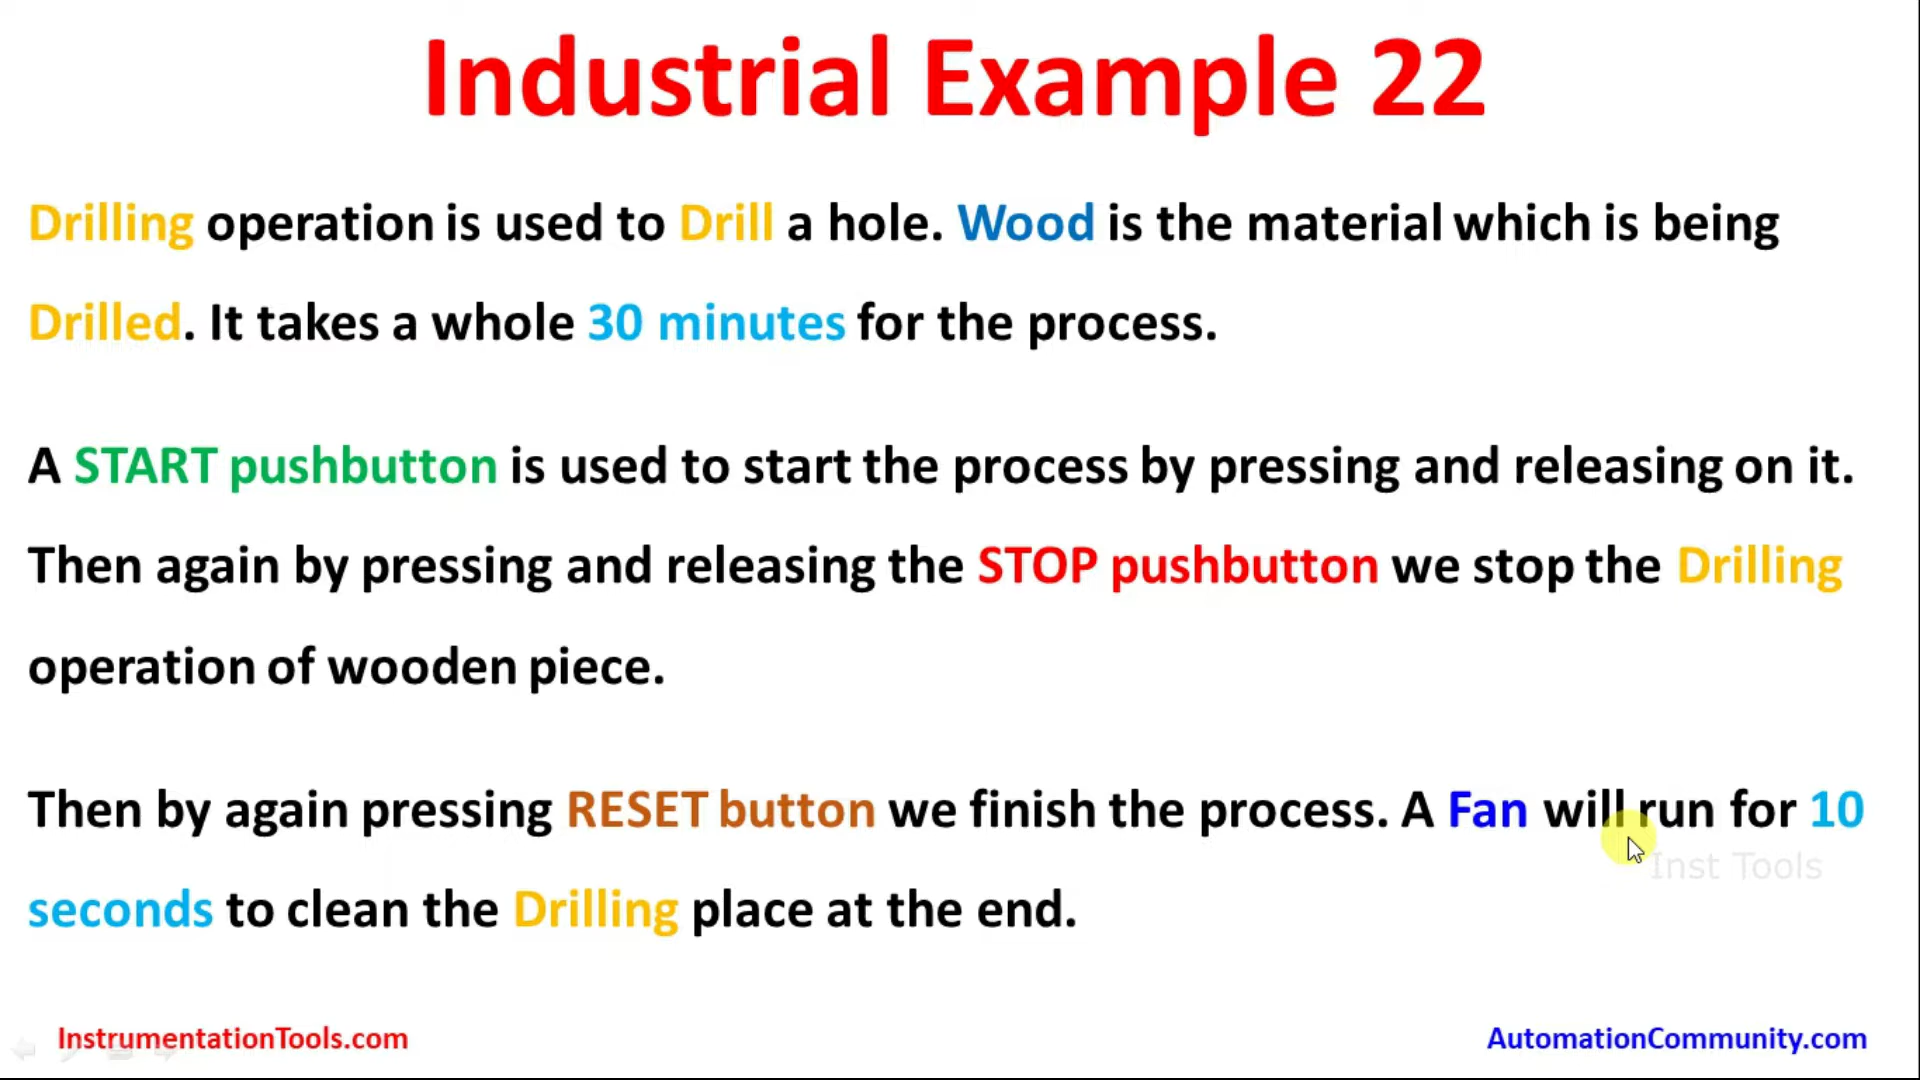 Industrial Example 22
Drilling operation is used to Drill a hole. Wood is the material which is being
Drilled. It takes a whole 30 minutes for the process.
A START pushbutton is used to start the process by pressing and releasing on it.
Then again by pressing and releasing the STOP pushbutton we stop the Drilling
operation of wooden piece.
Then by again pressing RESET button we finish the process. A Fan will run for 10
Inst Tools
seconds to clean the Drilling place at the end.
InstrumentationTools.com
AutomationCommunity.com